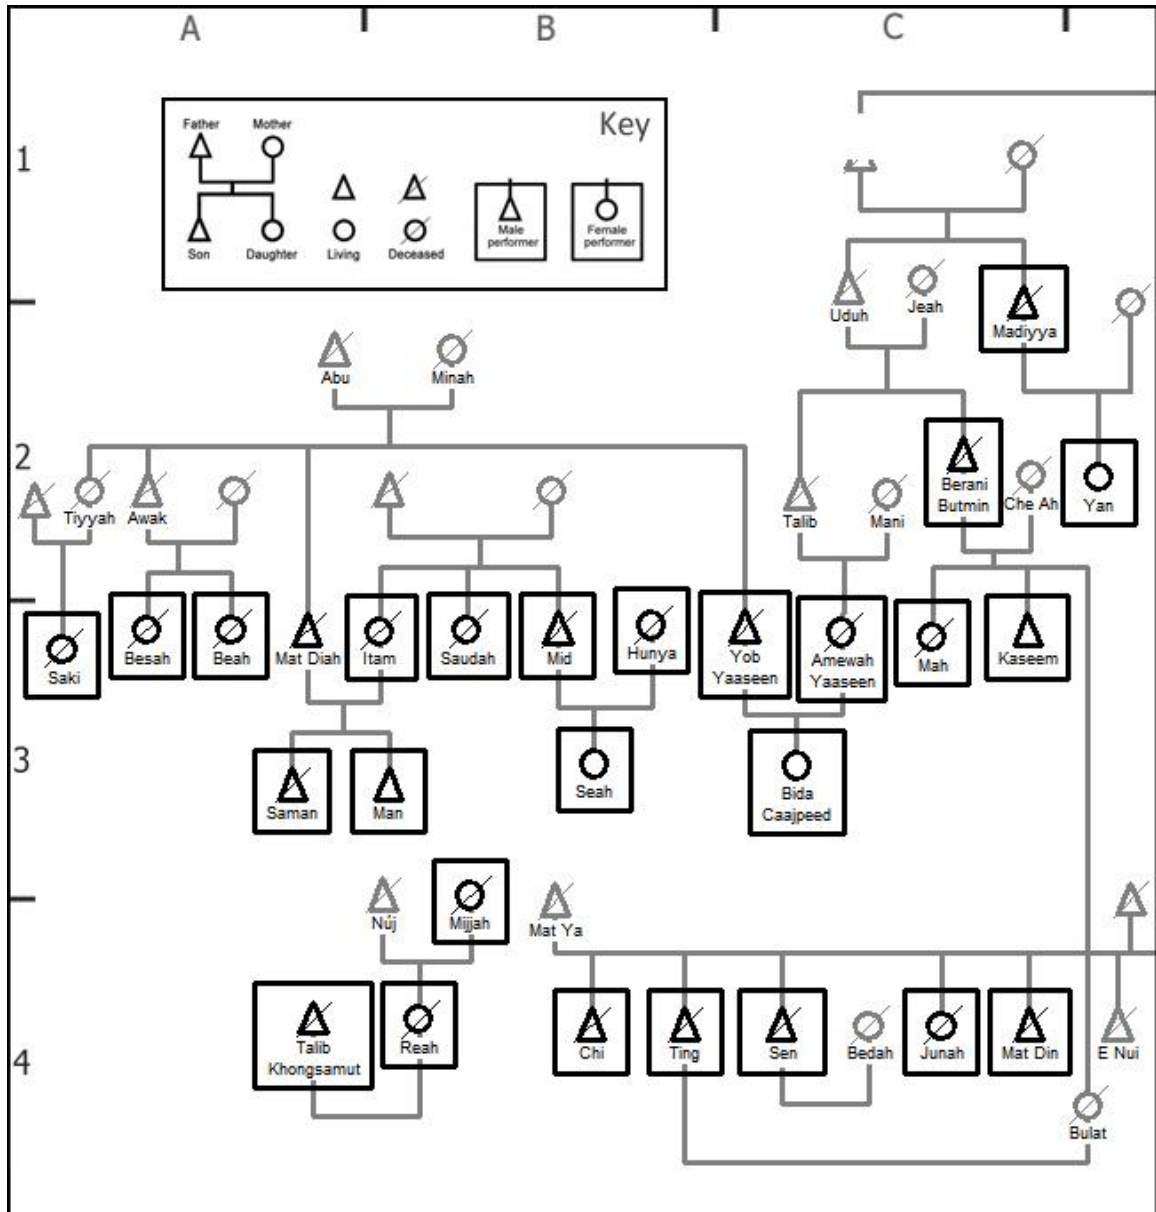 A B C
Key
Father Mother
Son Daughter Living Deceased
Male
performer
Female
performer
1
Uduh Jeah Madiyya
Abu Minah
2
Tiyyah Awak
Talib Mani
Berani
Butmin
Che Ah
Yan
Saki Besah Beah Mat Diah Itam Saudah Mid Hunya
Yob
Yaaseen
Amewah
Yaaseen
Mah Kaseem
3
Saman Man Seah
Bida
Caajpeed
Núj Mijjah Mat Ya
4
Talib
Khongsamut
Reah Chi Ting Sen Bedah Junah Mat Din E Nui
Bulat